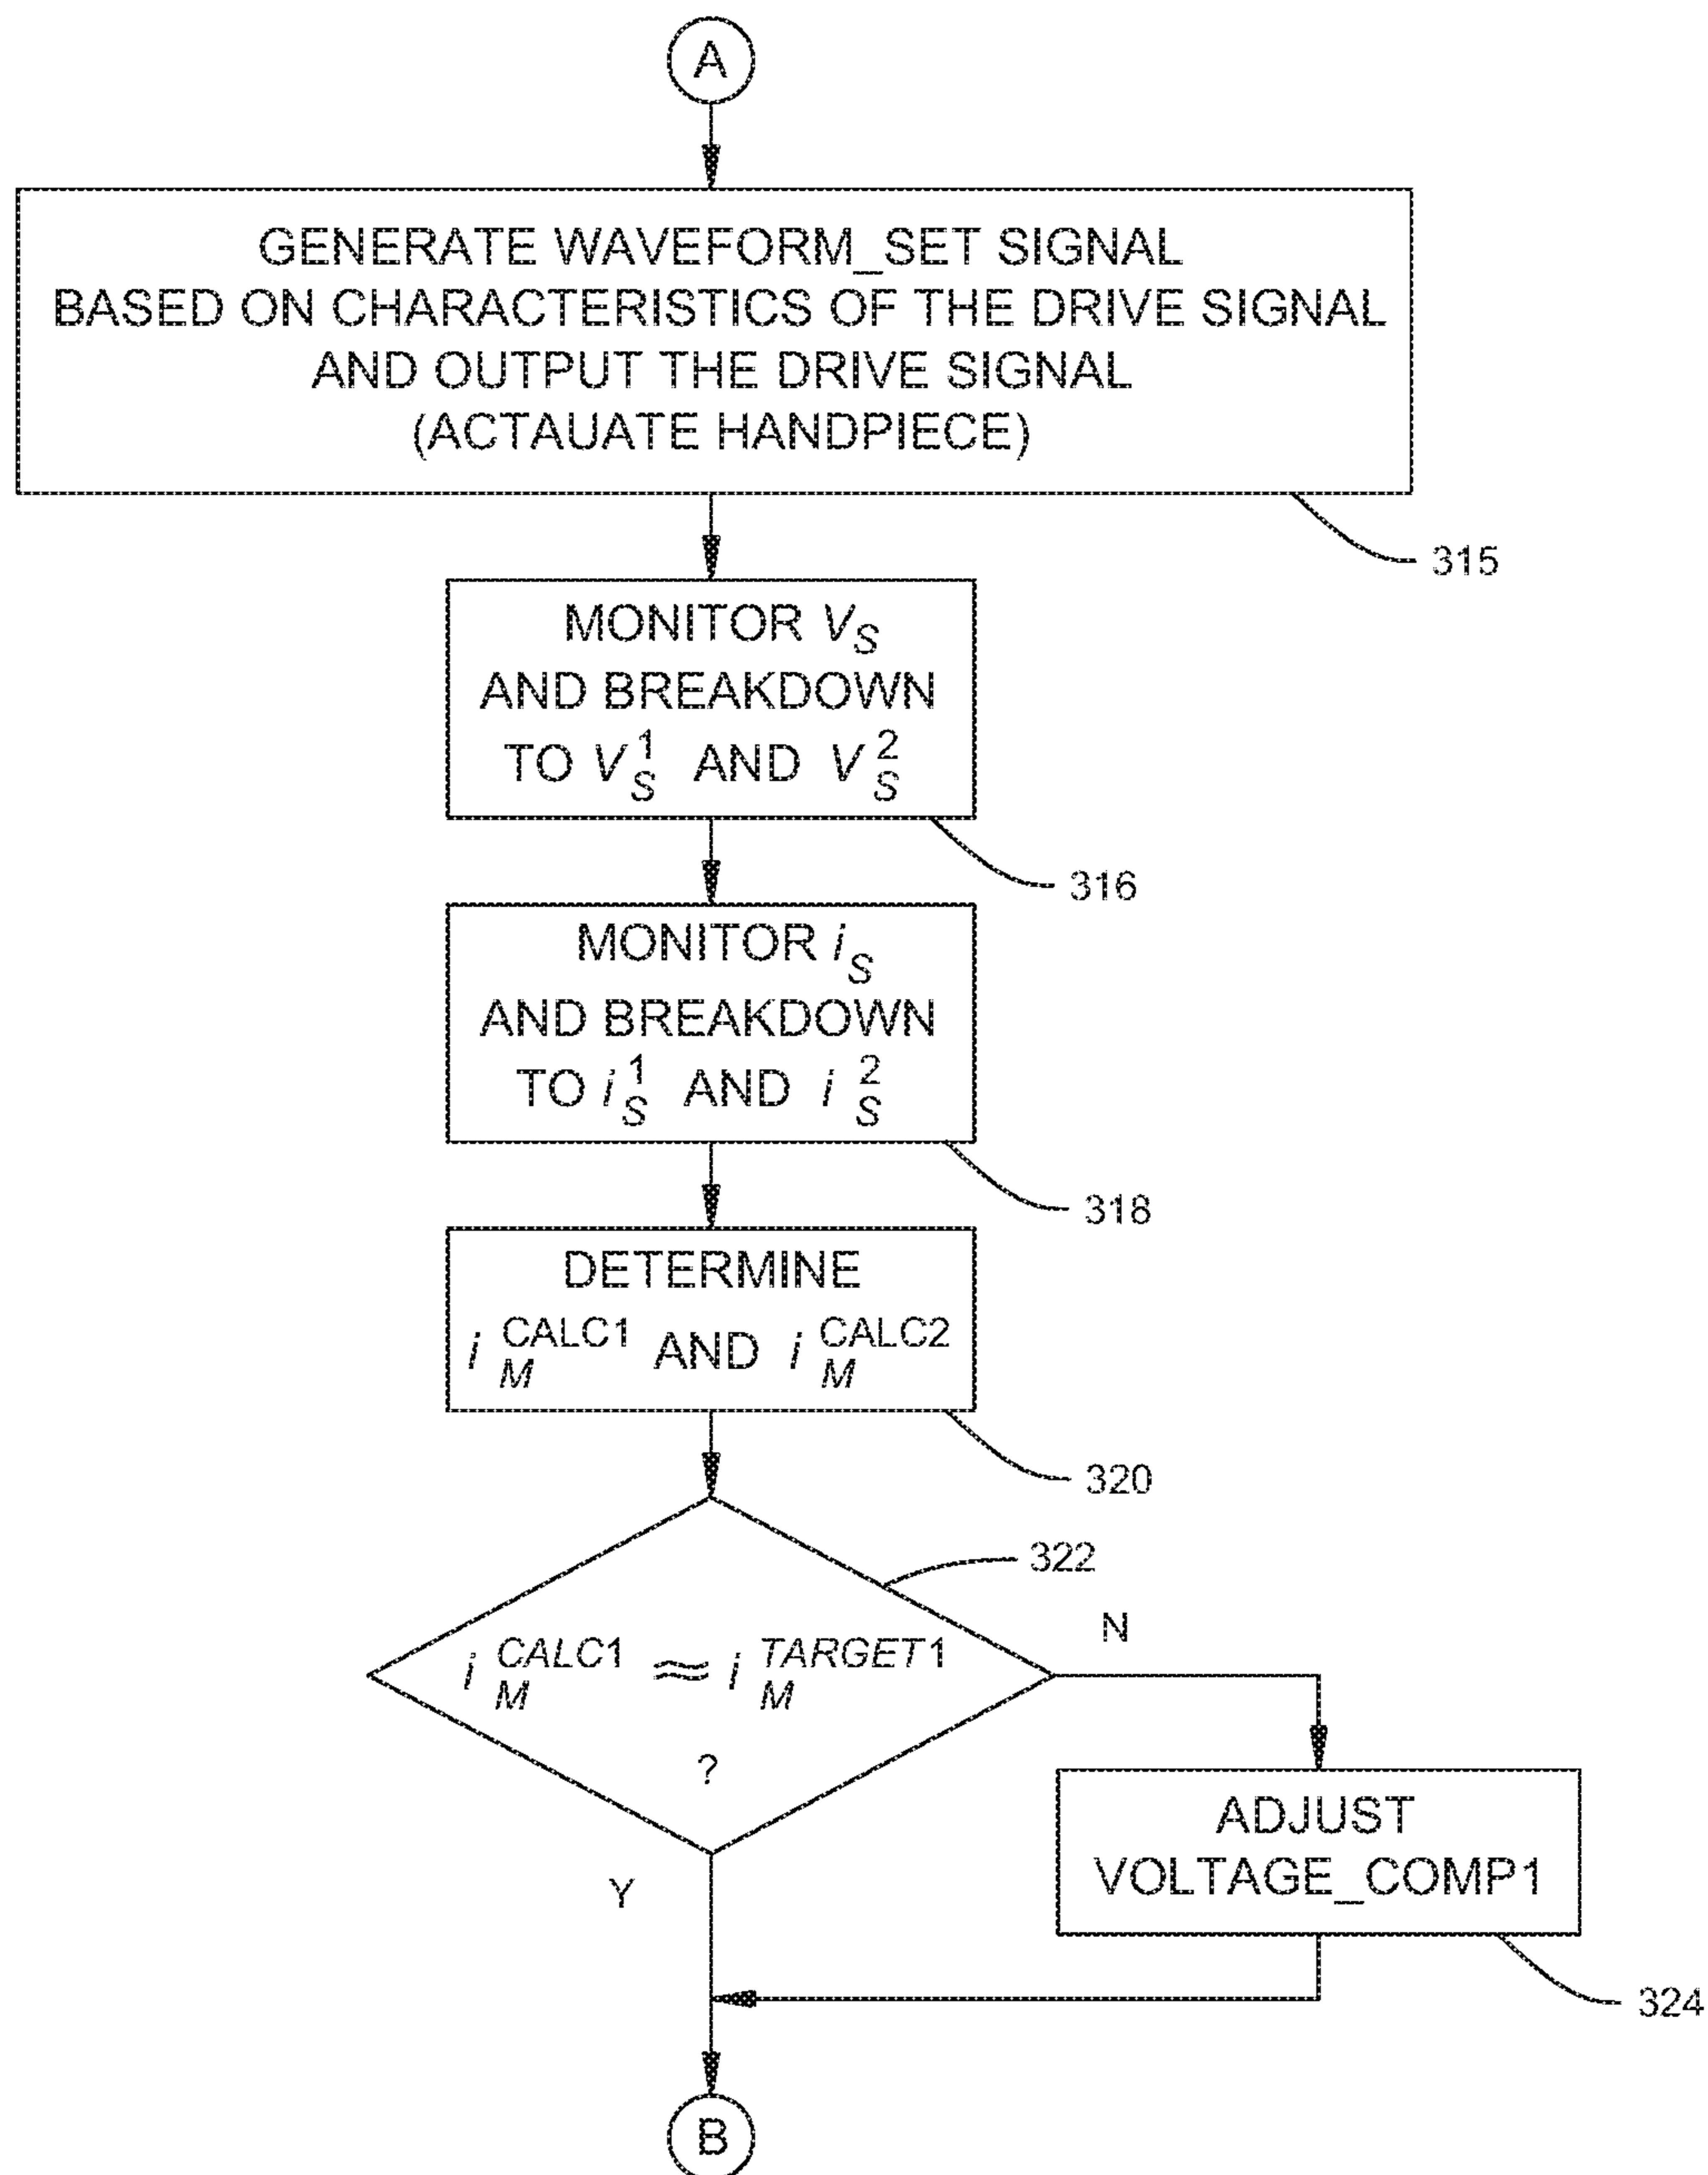 A
GENERATE WAVEFORM_SET SIGNAL
BASED ON CHARACTERISTICS OF THE DRIVE SIGNAL
AND OUTPUT THE DRIVE SIGNAL
(ACTAUATE HANDPIECE)
315
MONITOR V_S
AND BREAKDOWN
TO V_S^1 AND V_S^2
316
MONITOR i_S
AND BREAKDOWN
TO i_S^1 AND i_S^2
318
DETERMINE
i_M^CALC1 AND i_M^CALC2
320
322
i_M^CALC1 ≈ i_M^TARGET1
?
N
Y
ADJUST
VOLTAGE_COMP1
324
B